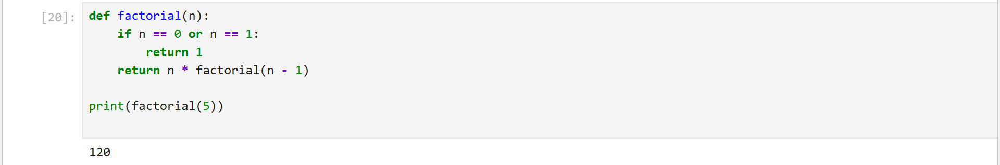 [20]:
def factorial(n):
    if n == 0 or n == 1:
        return 1
    return n * factorial(n - 1)

print(factorial(5))

120